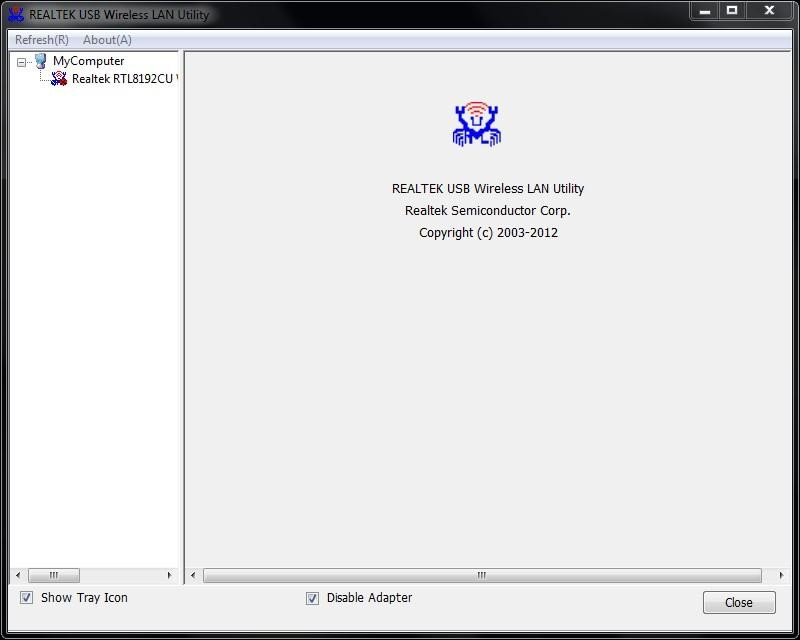 REALTEK USB Wireless LAN Utility
Refresh(R) About(A)
MyComputer
Realtek RTL8192CU
REALTEK USB Wireless LAN Utility
Realtek Semiconductor Corp.
Copyright (c) 2003-2012
Show Tray Icon
Disable Adapter
Close